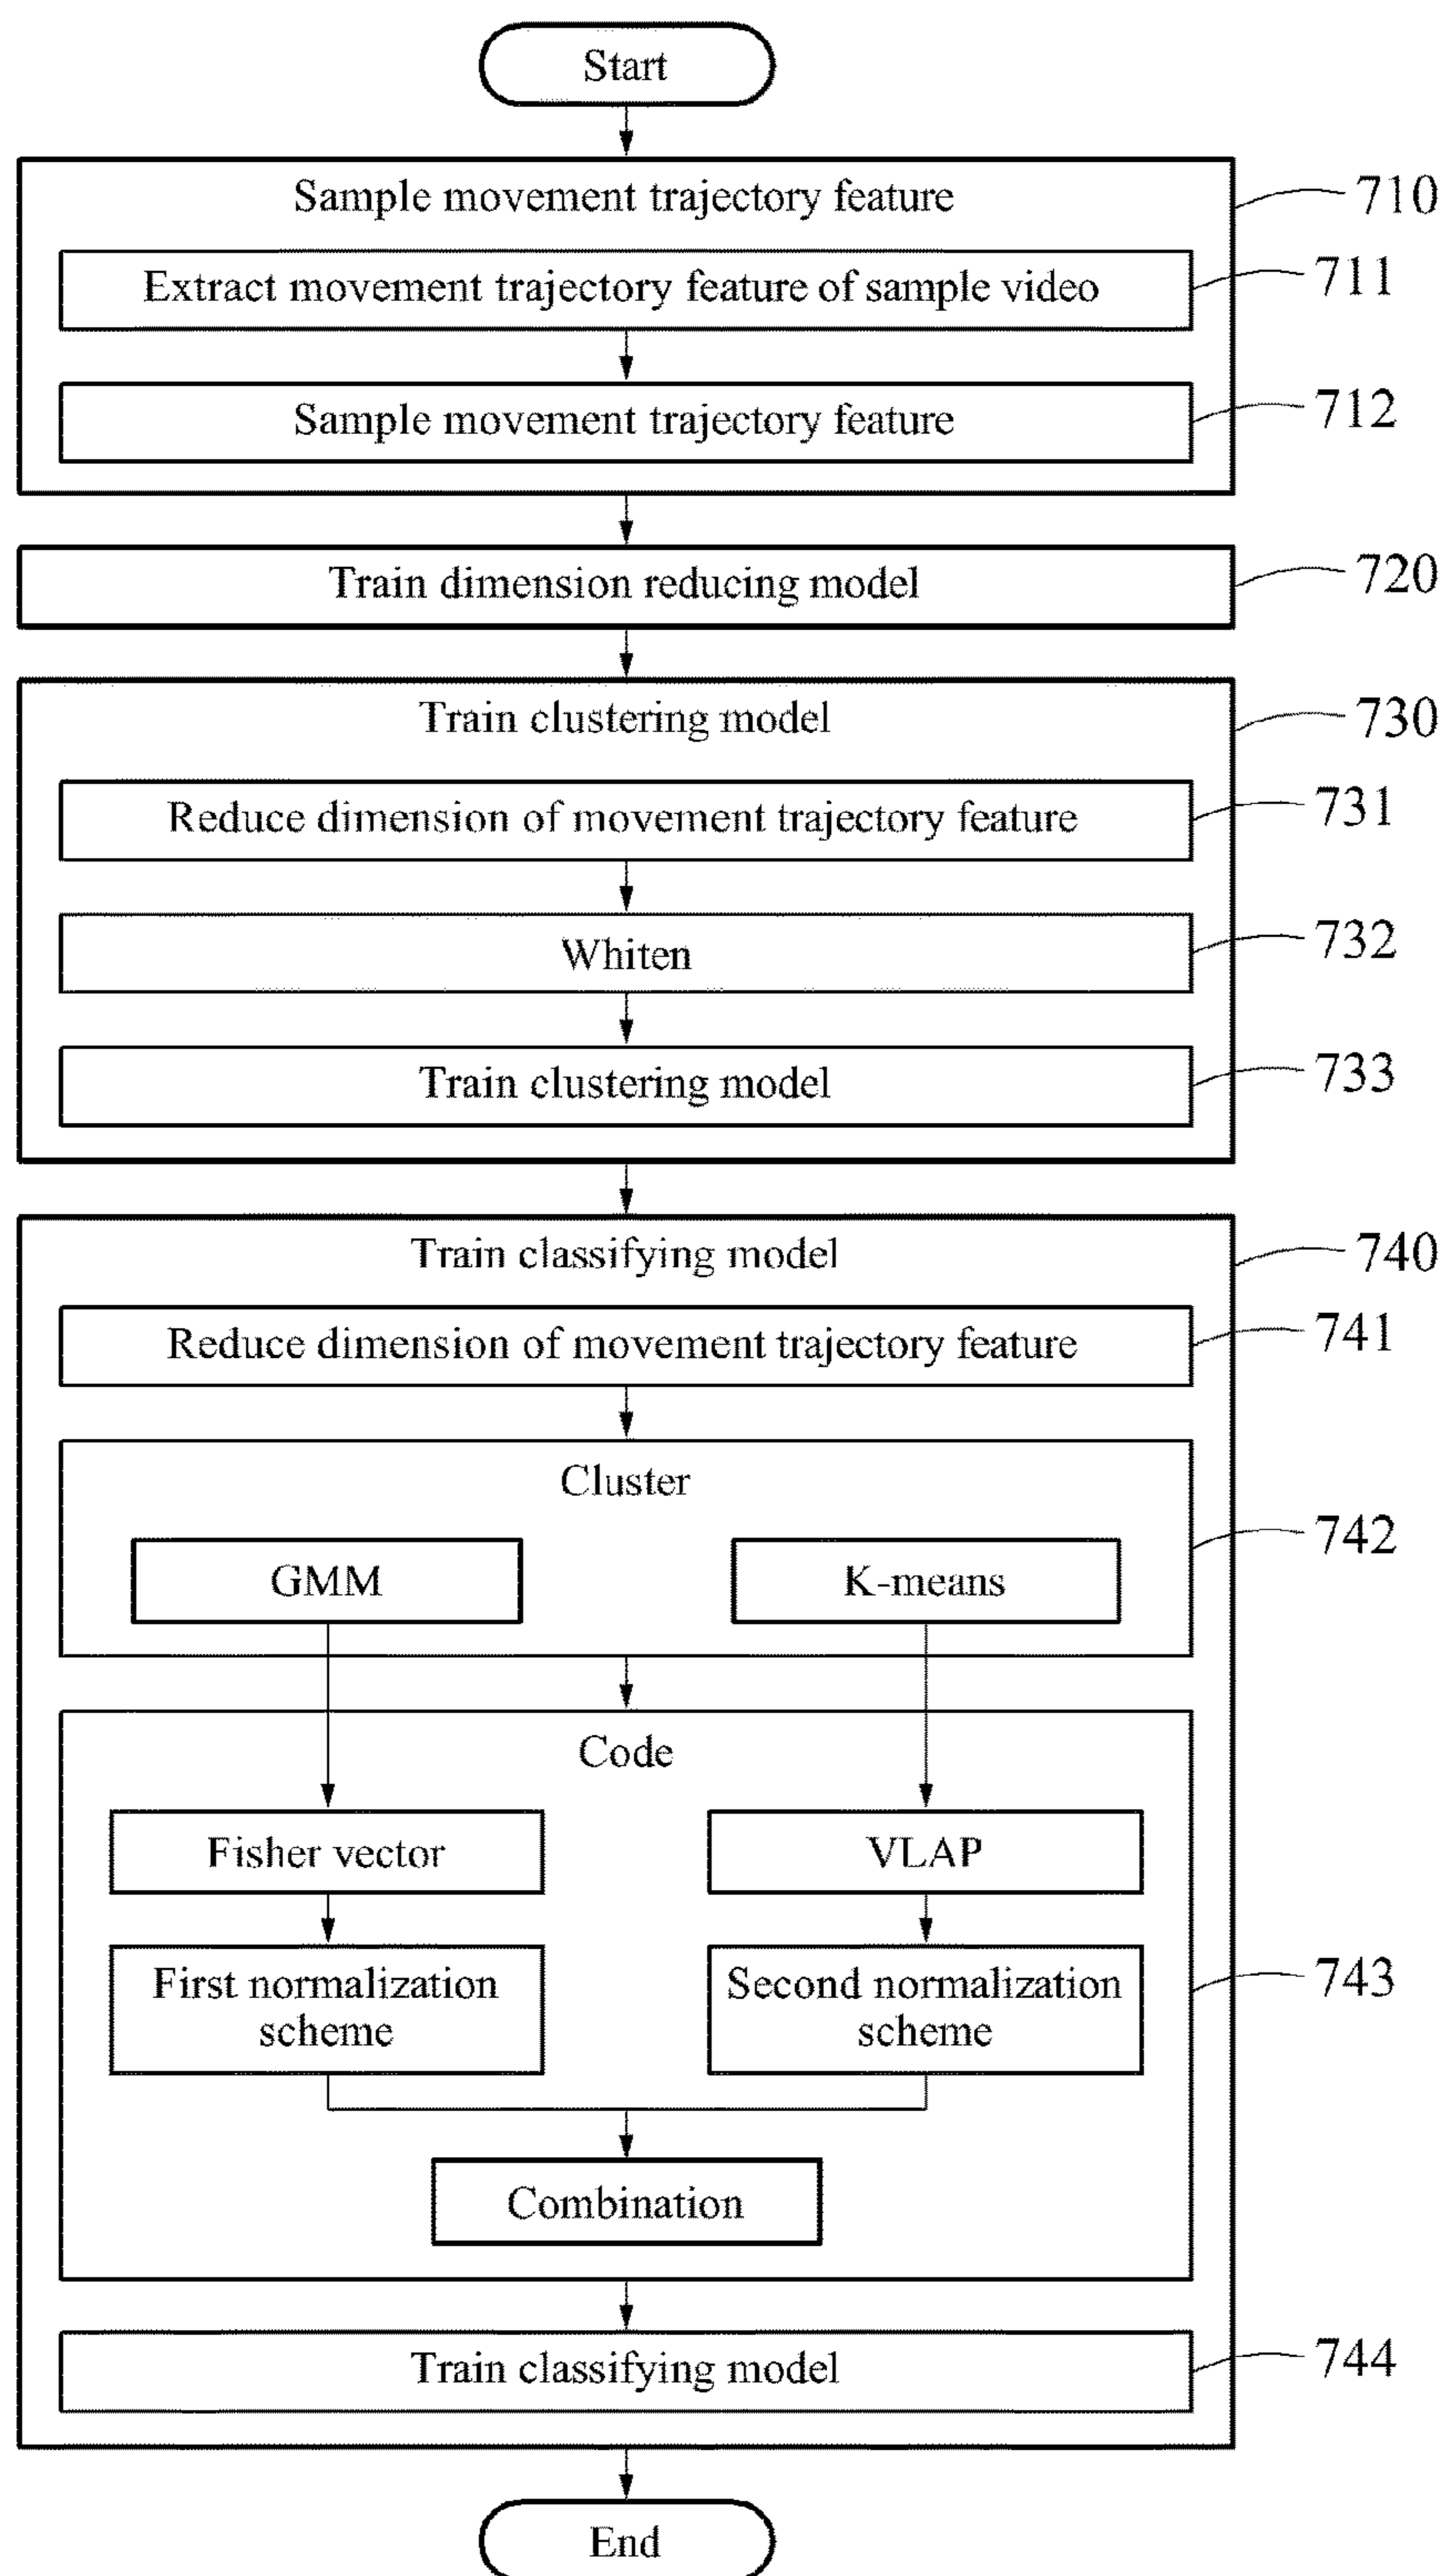 Start
Sample movement trajectory feature
710
Extract movement trajectory feature of sample video
711
Sample movement trajectory feature
712
Train dimension reducing model
720
Train clustering model
730
Reduce dimension of movement trajectory feature
731
Whiten
732
Train clustering model
733
Train classifying model
740
Reduce dimension of movement trajectory feature
741
Cluster
742
GMM
K-means
Code
Fisher vector
VLAP
First normalization
scheme
Second normalization
scheme
743
Combination
Train classifying model
744
End